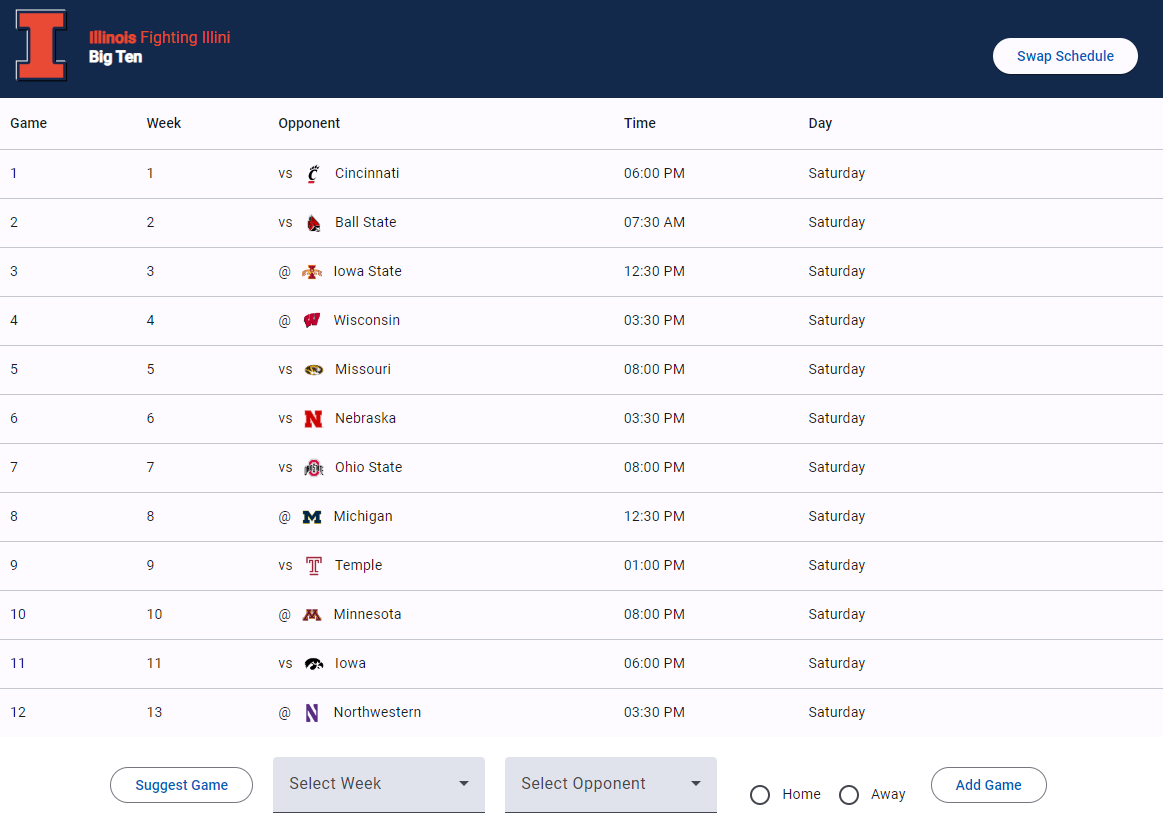 Illinois Fighting Illini
Big Ten
Swap Schedule
Game Week Opponent Time Day
1 1 vs Cincinnati 06:00 PM Saturday
2 2 vs Ball State 07:30 AM Saturday
3 3 @ Iowa State 12:30 PM Saturday
4 4 @ Wisconsin 03:30 PM Saturday
5 5 vs Missouri 08:00 PM Saturday
6 6 vs Nebraska 03:30 PM Saturday
7 7 vs Ohio State 08:00 PM Saturday
8 8 @ Michigan 12:30 PM Saturday
9 9 vs Temple 01:00 PM Saturday
10 10 @ Minnesota 08:00 PM Saturday
11 11 vs Iowa 06:00 PM Saturday
12 13 @ Northwestern 03:30 PM Saturday
Suggest Game Select Week Select Opponent Home Away Add Game